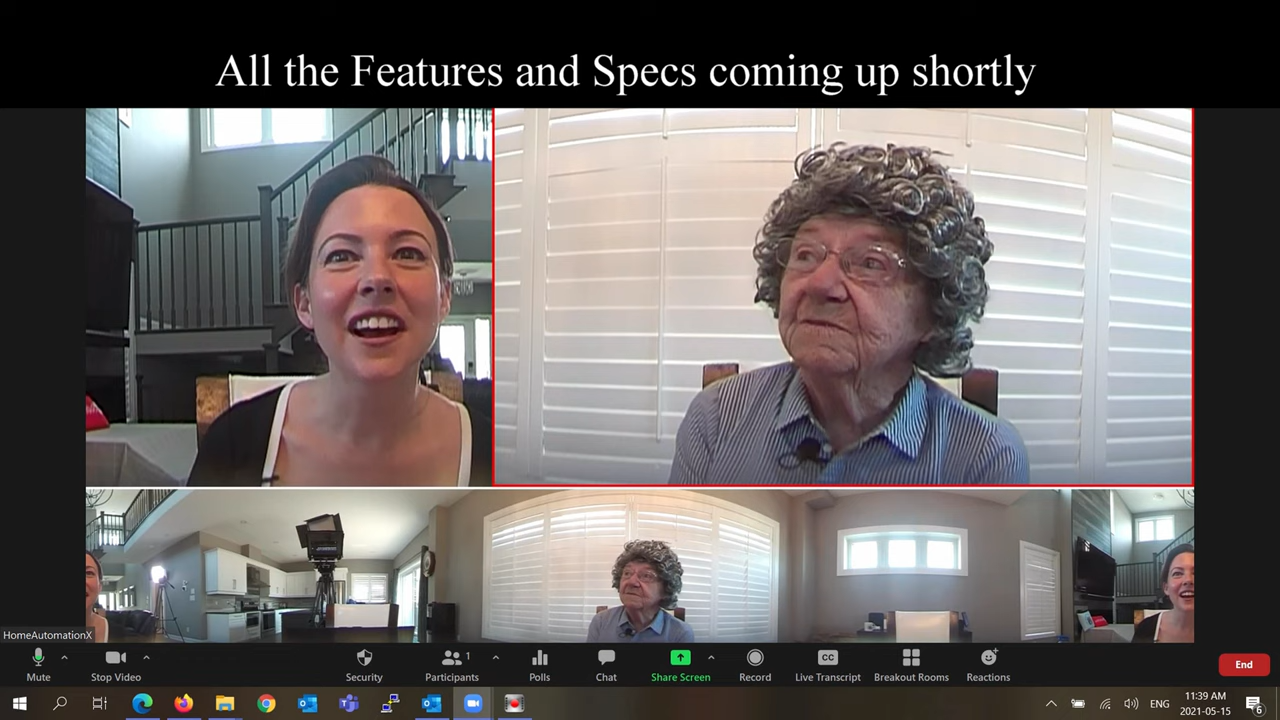 All the Features and Specs coming up shortly
HomeAutomationX
Mute
Stop Video
Security
Participants
1
Polls
Chat
Share Screen
Record
CC
Live Transcript
Breakout Rooms
Reactions
End
ENG
11:39 AM
2021-05-15
6